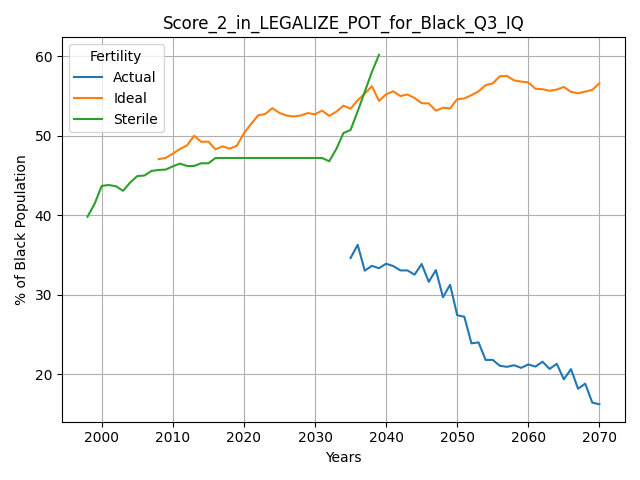 Score_2_in_LEGALIZE_POT_for_Black_Q3_IQ
Fertility
Actual
Ideal
Sterile
% of Black Population
60
50
40
30
20
2000 2010 2020 2030 2040 2050 2060 2070
Years